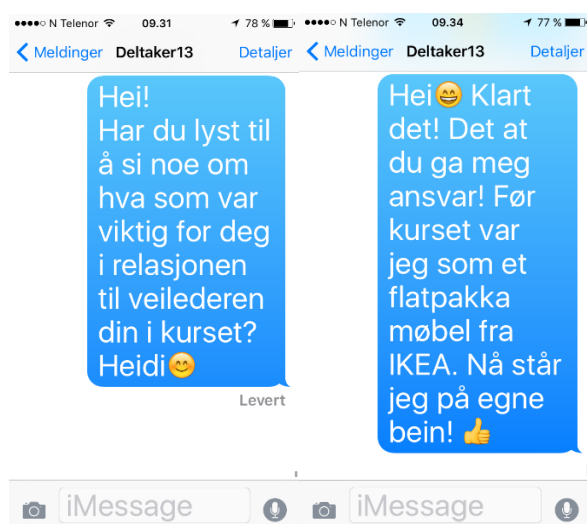 N Telenor 09.31 78 %
Meldinger Deltaker13 Detaljer
Hei!
Har du lyst til
å si noe om
hva som var
viktig for deg
i relasjonen
til veilederen
din i kurset?
Heidi😊
Levert
iMessage
N Telenor 09.34 77 %
Meldinger Deltaker13 Detaljer
Hei😄 Klart
det! Det at
du ga meg
ansvar! Før
kurset var
jeg som et
flatpakka
møbel fra
IKEA. Nå står
jeg på egne
bein! 👍
iMessage